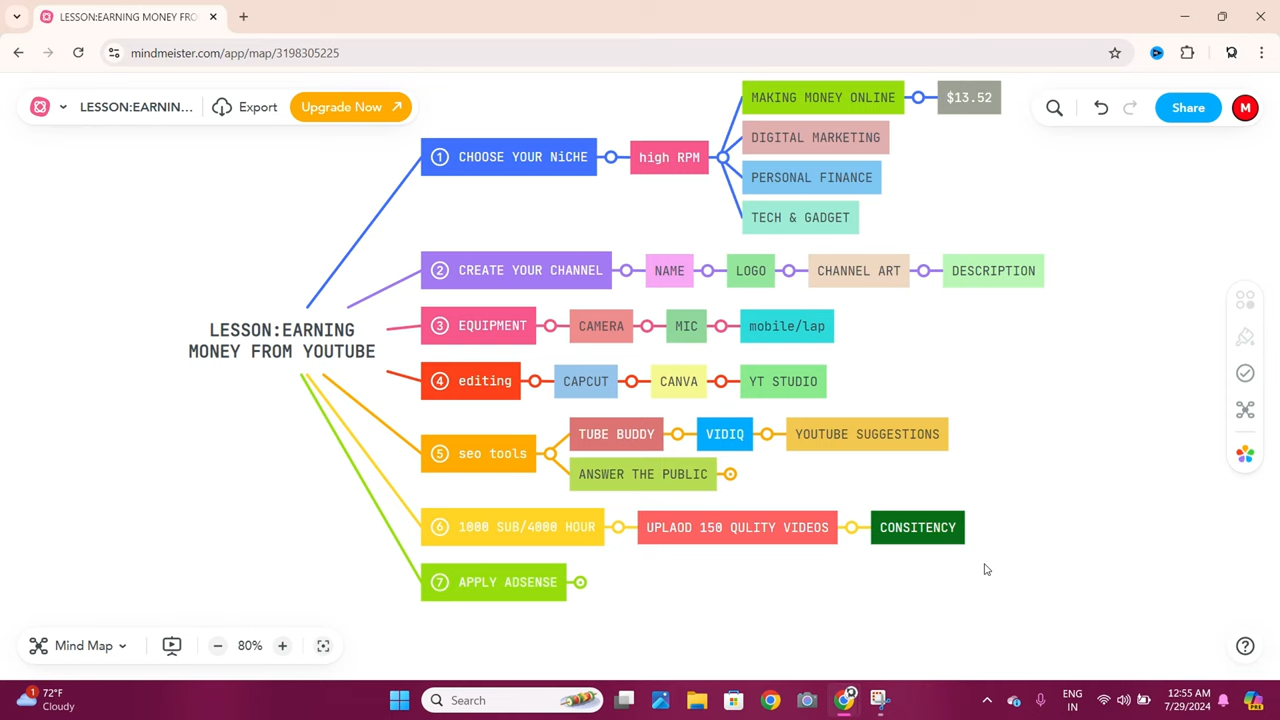 LESSON:EARNING MONEY FRO
mindmeister.com/app/map/3198305225
LESSON:EARNIN...
Export
Upgrade Now
Share
M
1 CHOOSE YOUR NiCHE
high RPM
MAKING MONEY ONLINE
$13.52
DIGITAL MARKETING
PERSONAL FINANCE
TECH & GADGET
2 CREATE YOUR CHANNEL
NAME
LOGO
CHANNEL ART
DESCRIPTION
LESSON:EARNING
MONEY FROM YOUTUBE
3 EQUIPMENT
CAMERA
MIC
mobile/lap
4 editing
CAPCUT
CANVA
YT STUDIO
5 seo tools
TUBE BUDDY
VIDIQ
YOUTUBE SUGGESTIONS
ANSWER THE PUBLIC
6 1000 SUB/4000 HOUR
UPLAOD 150 QULITY VIDEOS
CONSITENCY
7 APPLY ADSENSE
Mind Map
80%
1
72°F
Cloudy
Search
ENG
IN
12:55 AM
7/29/2024